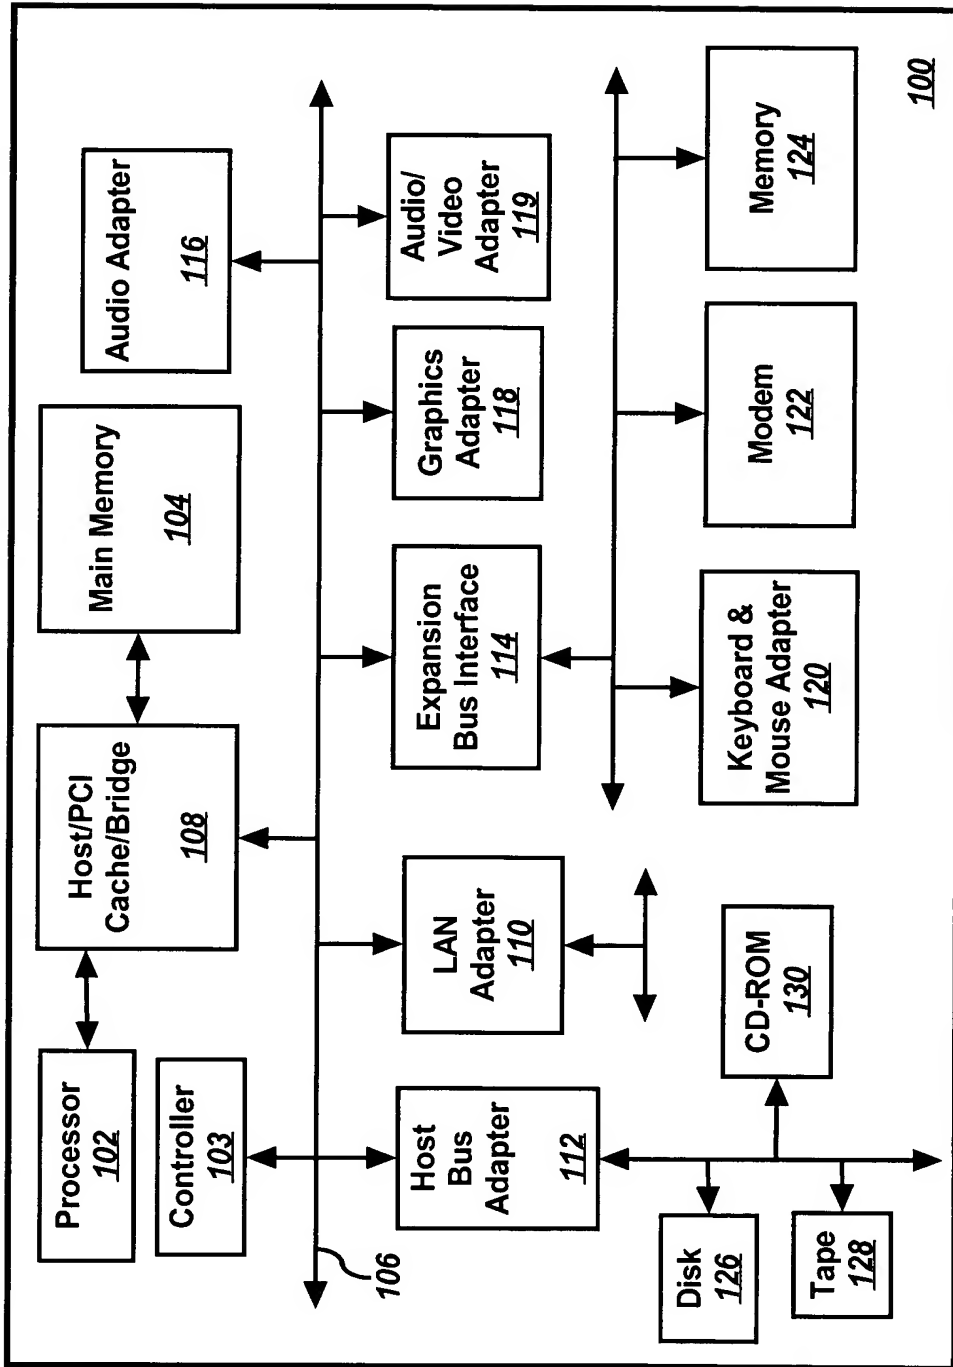 Processor
102
Host/PCI
Cache/Bridge
108
Main Memory
104
Audio Adapter
116
Controller
103
106
Host
Bus
Adapter
112
LAN
Adapter
110
Expansion
Bus Interface
114
Graphics
Adapter
118
Audio/
Video
Adapter
119
Disk
126
Tape
128
CD-ROM
130
Keyboard &
Mouse Adapter
120
Modem
122
Memory
124
100